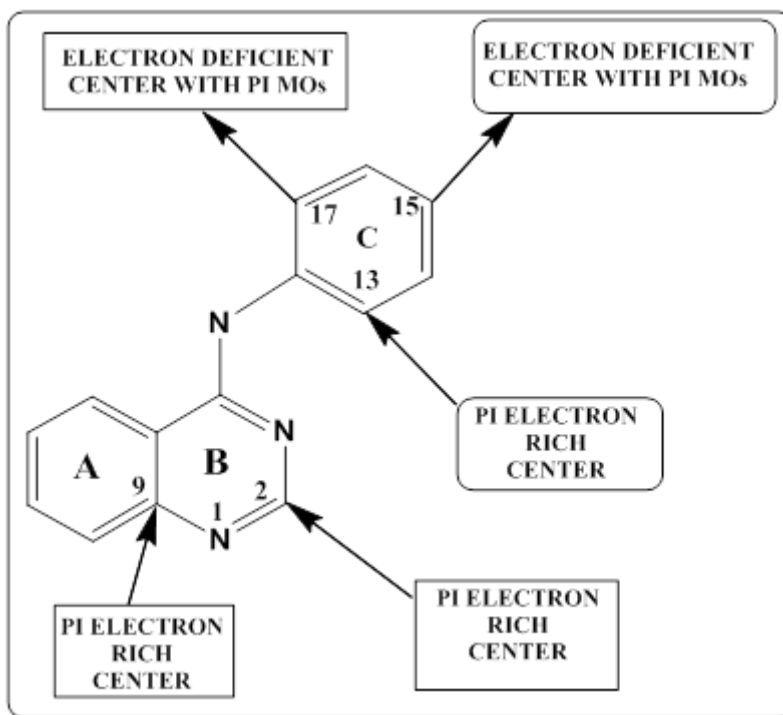 ELECTRON DEFICIENT
CENTER WITH PI MOs
ELECTRON DEFICIENT
CENTER WITH PI MOs
17
15
C
13
N
PI ELECTRON
RICH
CENTER
N
A
B
9
1
2
N
PI ELECTRON
RICH
CENTER
PI ELECTRON
RICH
CENTER